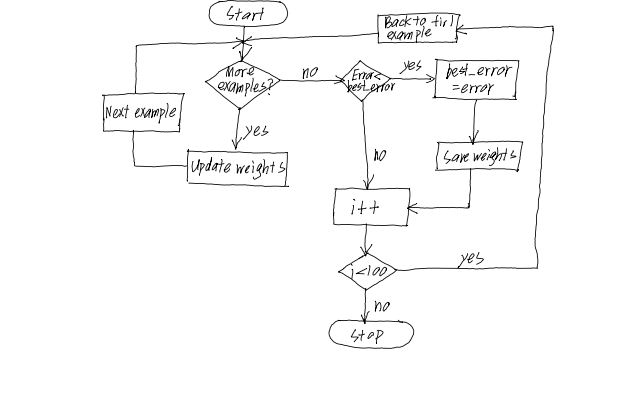 Start
Back to firl
example
More
examples?
no
Error<
best_error
yes
best_error
=error
Next example
yes
Update weights
no
Save weights
i++
i<100
yes
no
Stop